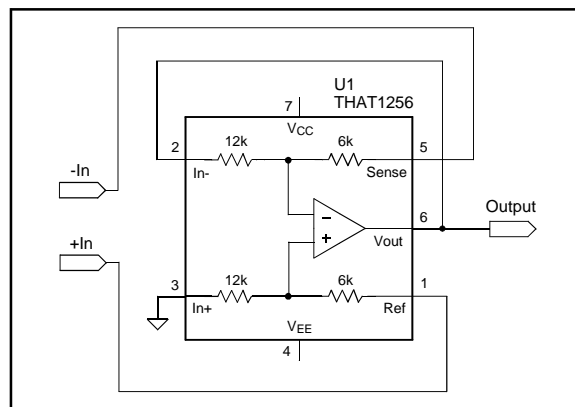 U1
THAT1256
7
VCC
2
12k
6k
5
In-
Sense
-In
6
Output
Vout
+In
3
12k
6k
1
In+
Ref
VEE
4